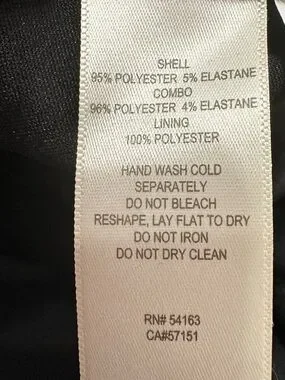 SHELL
95% POLYESTER 5% ELASTANE
COMBO
96% POLYESTER 4% ELASTANE
LINING
100% POLYESTER
HAND WASH COLD
SEPARATELY
DO NOT BLEACH
RESHAPE, LAY FLAT TO DRY
DO NOT IRON
DO NOT DRY CLEAN
RN# 54163
CA#57151